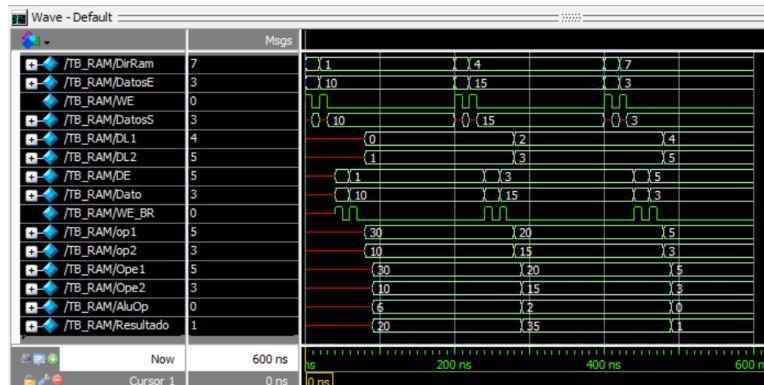 Wave - Default
Msgs
/TB_RAM/DirRam 7 1 4 7
/TB_RAM/DatosE 3 10 15 3
/TB_RAM/WE 0
/TB_RAM/DatosS 3 10 15 3
/TB_RAM/DL1 4 0 2 4
/TB_RAM/DL2 5 1 3 5
/TB_RAM/DE 5 1 3 5
/TB_RAM/Dato 3 10 15 3
/TB_RAM/WE_BR 0
/TB_RAM/op1 5 30 20 5
/TB_RAM/op2 3 10 15 3
/TB_RAM/Ope1 5 30 20 5
/TB_RAM/Ope2 3 10 15 3
/TB_RAM/AluOp 0 6 2 0
/TB_RAM/Resultado 1 20 35 1
Now 600 ns ns 200 ns 400 ns 600 n
Cursor 1 0 ns 0 ns